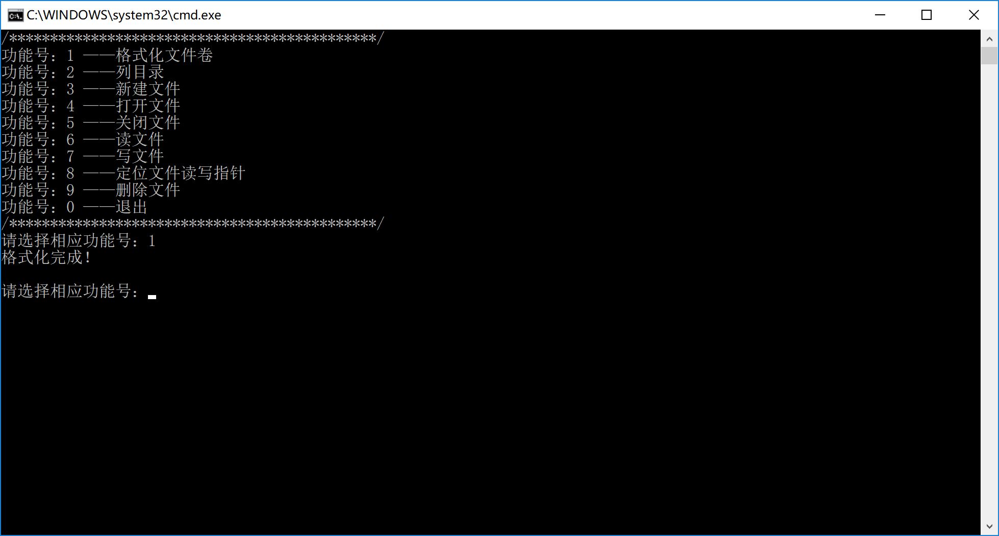 C:\WINDOWS\system32\cmd.exe
/*********************************************/
功能号：1 ——格式化文件卷
功能号：2 ——列目录
功能号：3 ——新建文件
功能号：4 ——打开文件
功能号：5 ——关闭文件
功能号：6 ——读文件
功能号：7 ——写文件
功能号：8 ——定位文件读写指针
功能号：9 ——删除文件
功能号：0 ——退出
/*********************************************/
请选择相应功能号：1
格式化完成！
请选择相应功能号：